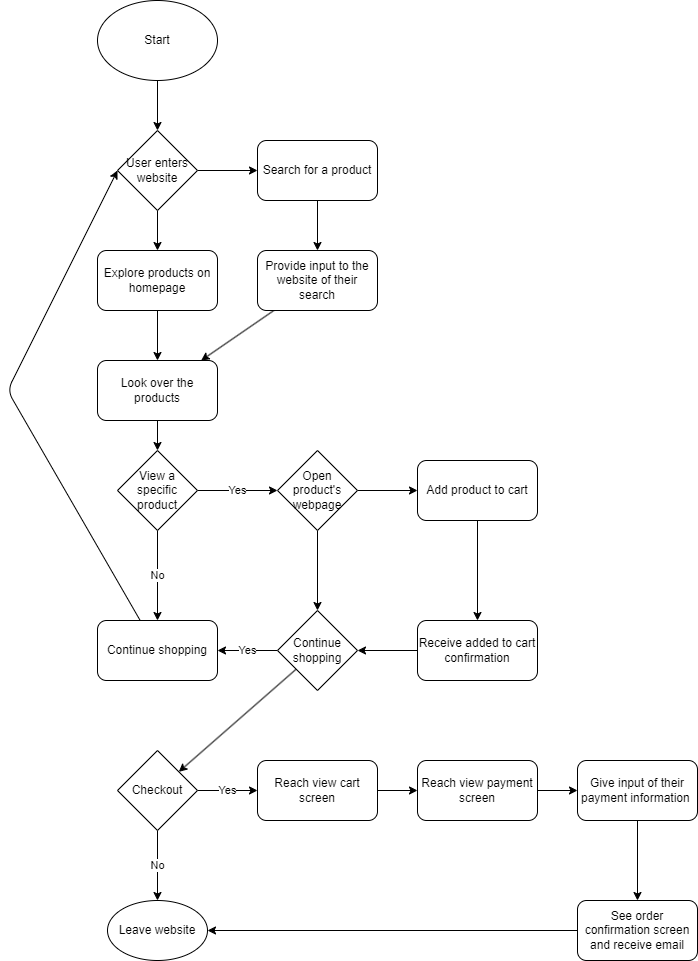 Start
User enters
website
Search for a product
Explore products on
homepage
Provide input to the
website of their
search
Look over the
products
View a
specific
product
Yes
Open
product's
webpage
Add product to cart
No
Continue shopping
Yes
Continue
shopping
Receive added to cart
confirmation
Checkout
Yes
Reach view cart
screen
Reach view payment
screen
Give input of their
payment information
No
Leave website
See order
confirmation screen
and receive email